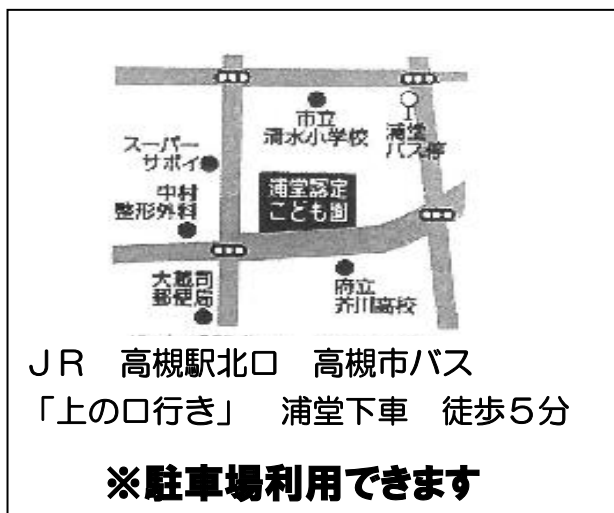 市立
清水小学校
浦堂
バス停
スーパー
サボイ
浦堂認定
こども園
中村
整形外科
大蔵司
郵便局
府立
芥川高校
ＪＲ　高槻駅北口　高槻市バス
「上の口行き」　浦堂下車　徒歩５分
※駐車場利用できます